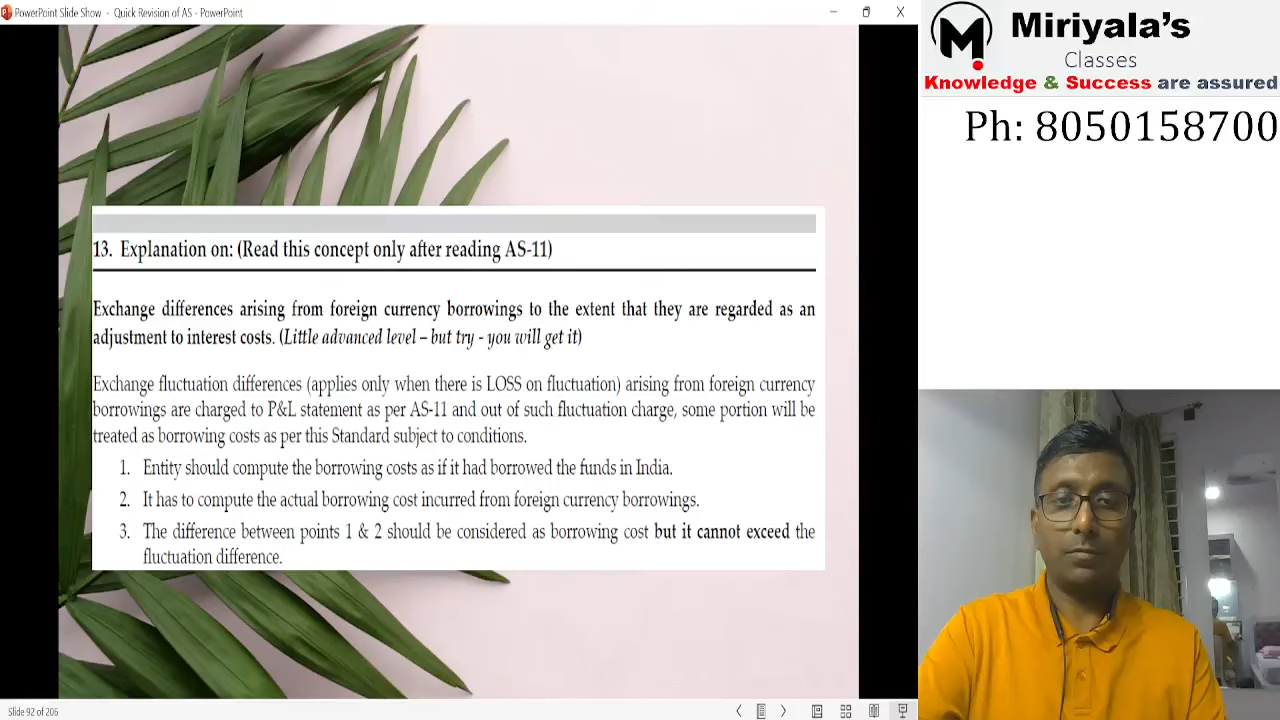 PowerPoint Slide Show - Quick Revision of AS - PowerPoint
Miriyala’s
Classes
Knowledge & Success are assured
Ph: 8050158700
13. Explanation on: (Read this concept only after reading AS-11)
Exchange differences arising from foreign currency borrowings to the extent that they are regarded as an
adjustment to interest costs. (Little advanced level – but try - you will get it)
Exchange fluctuation differences (applies only when there is LOSS on fluctuation) arising from foreign currency
borrowings are charged to P&L statement as per AS-11 and out of such fluctuation charge, some portion will be
treated as borrowing costs as per this Standard subject to conditions.
1. Entity should compute the borrowing costs as if it had borrowed the funds in India.
2. It has to compute the actual borrowing cost incurred from foreign currency borrowings.
3. The difference between points 1 & 2 should be considered as borrowing cost but it cannot exceed the
fluctuation difference.
Slide 92 of 206